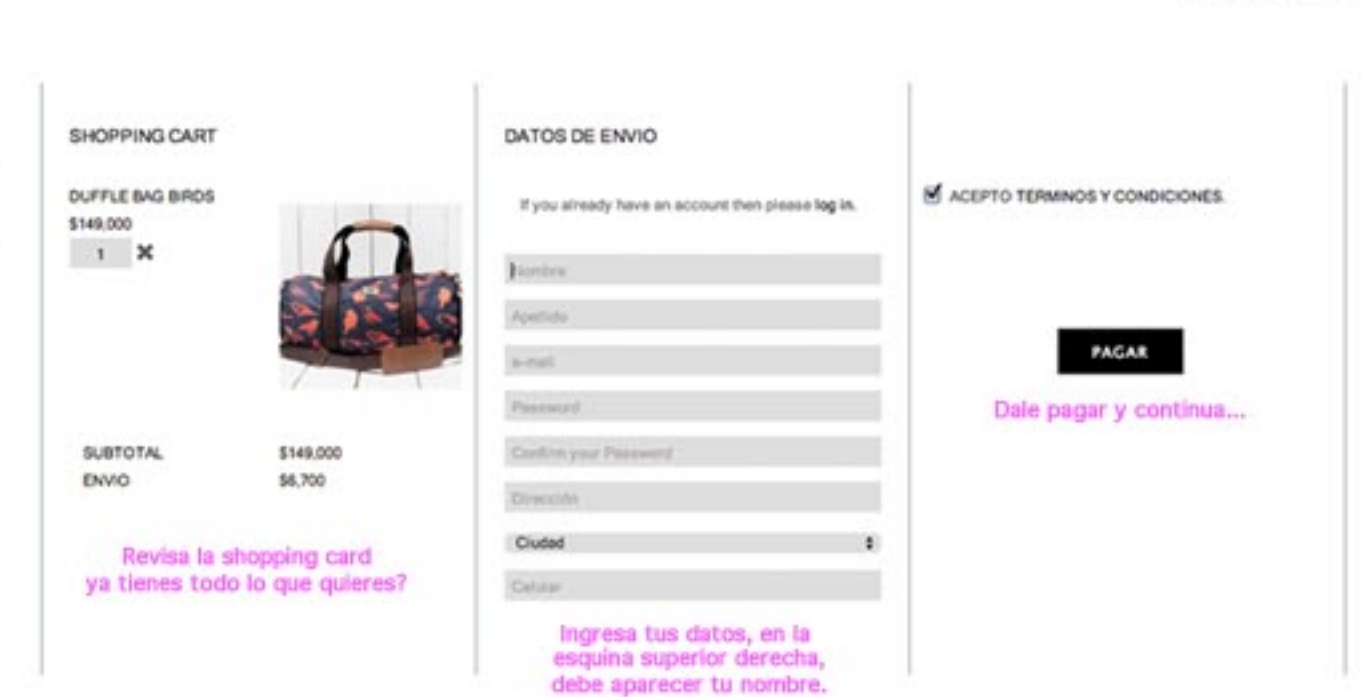 SHOPPING CART
DUFFLE BAG BIRDS
$149,000
1
SUBTOTAL $149,000
ENVIO $6,700
Revisa la shopping card
ya tienes todo lo que quieres?
DATOS DE ENVIO
If you already have an account then please log in.
Nombre
Apellido
e-mail
Password
Confirm your Password
Dirección
Ciudad
Celular
Ingresa tus datos, en la
esquina superior derecha,
debe aparecer tu nombre.
ACEPTO TERMINOS Y CONDICIONES.
PAGAR
Dale pagar y continua...